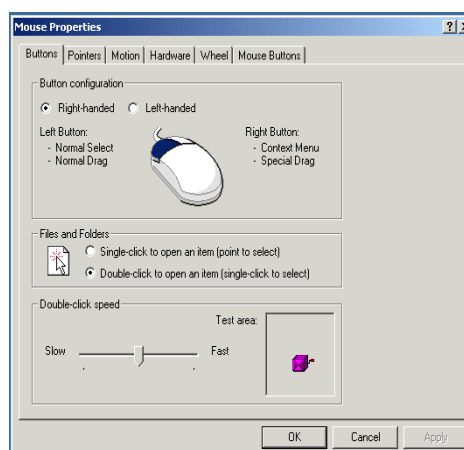 Mouse Properties
Buttons Pointers Motion Hardware Wheel Mouse Buttons
Button configuration
Right-handed Left-handed
Left Button: Right Button:
- Normal Select - Context Menu
- Normal Drag - Special Drag
Files and Folders
Single-click to open an item (point to select)
Double-click to open an item (single-click to select)
Double-click speed
Test area:
Slow Fast
OK Cancel Apply